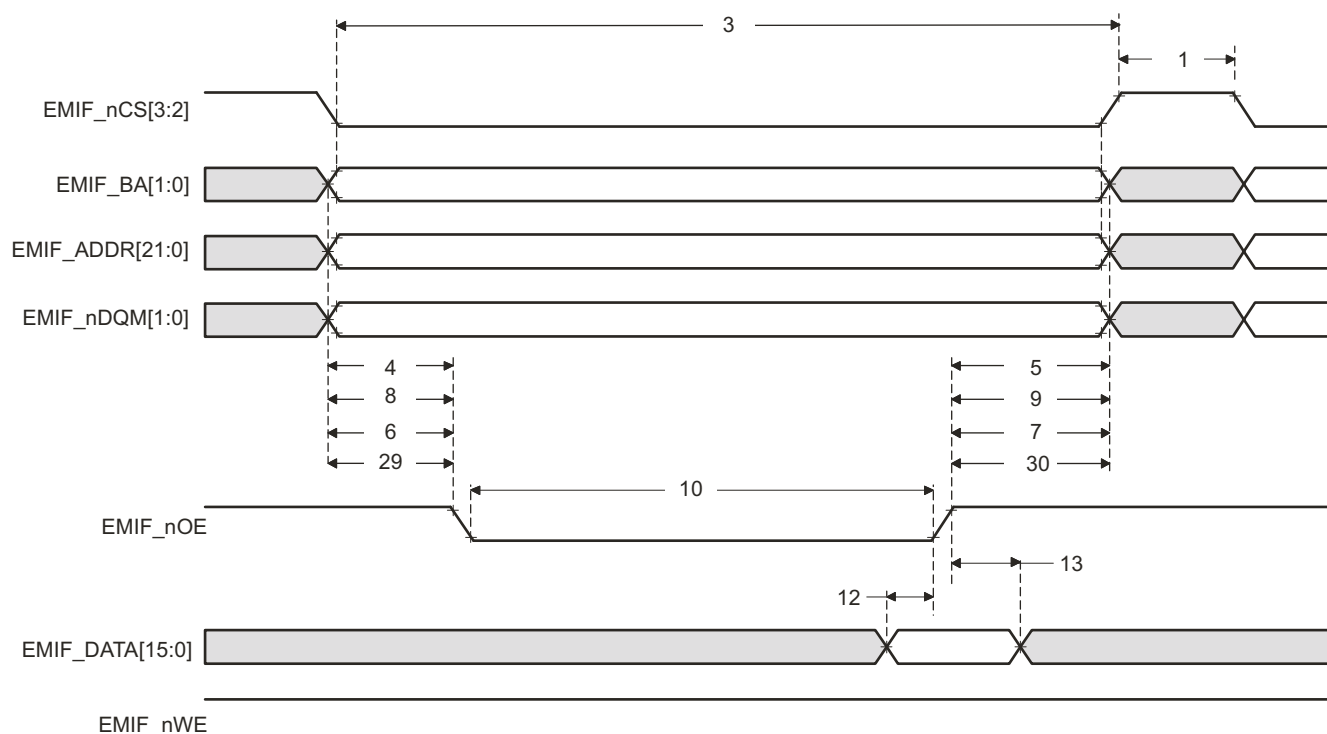 3
1
EMIF_nCS[3:2]
EMIF_BA[1:0]
EMIF_ADDR[21:0]
EMIF_nDQM[1:0]
4 5
8 9
6 7
29 30
10
EMIF_nOE
13
12
EMIF_DATA[15:0]
EMIF_nWE